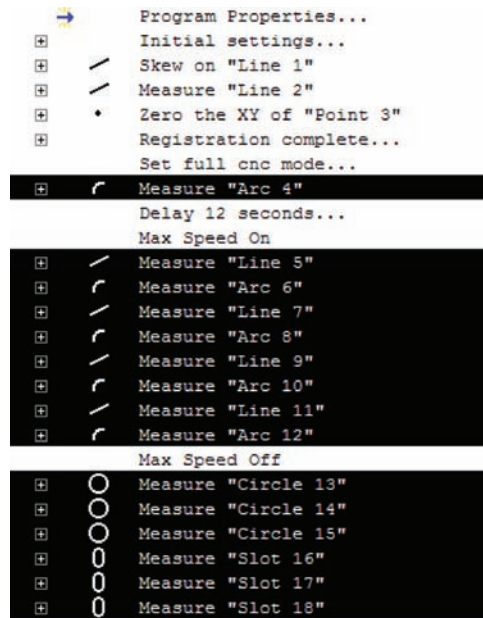 Program Properties...
Initial settings...
Skew on "Line 1"
Measure "Line 2"
Zero the XY of "Point 3"
Registration complete...
Set full cnc mode...
Measure "Arc 4"
Delay 12 seconds...
Max Speed On
Measure "Line 5"
Measure "Arc 6"
Measure "Line 7"
Measure "Arc 8"
Measure "Line 9"
Measure "Arc 10"
Measure "Line 11"
Measure "Arc 12"
Max Speed Off
Measure "Circle 13"
Measure "Circle 14"
Measure "Circle 15"
Measure "Slot 16"
Measure "Slot 17"
Measure "Slot 18"